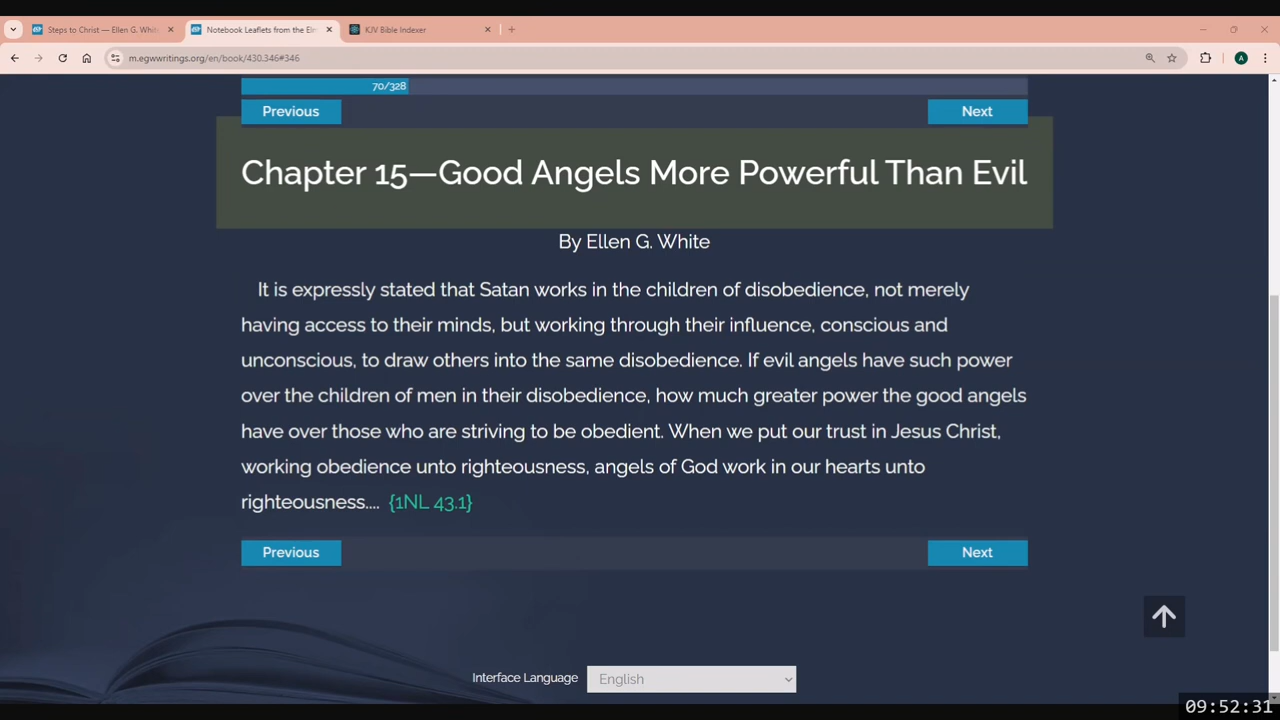 Steps to Christ — Ellen G. White
Notebook Leaflets from the Elm
KJV Bible Indexer
m.egwwritings.org/en/book/430.346#346
A
70/328
Previous
Next
Chapter 15—Good Angels More Powerful Than Evil
By Ellen G. White
It is expressly stated that Satan works in the children of disobedience, not merely
having access to their minds, but working through their influence, conscious and
unconscious, to draw others into the same disobedience. If evil angels have such power
over the children of men in their disobedience, how much greater power the good angels
have over those who are striving to be obedient. When we put our trust in Jesus Christ,
working obedience unto righteousness, angels of God work in our hearts unto
righteousness.... {1NL 43.1}
Previous
Next
Interface Language
English
09:52:31